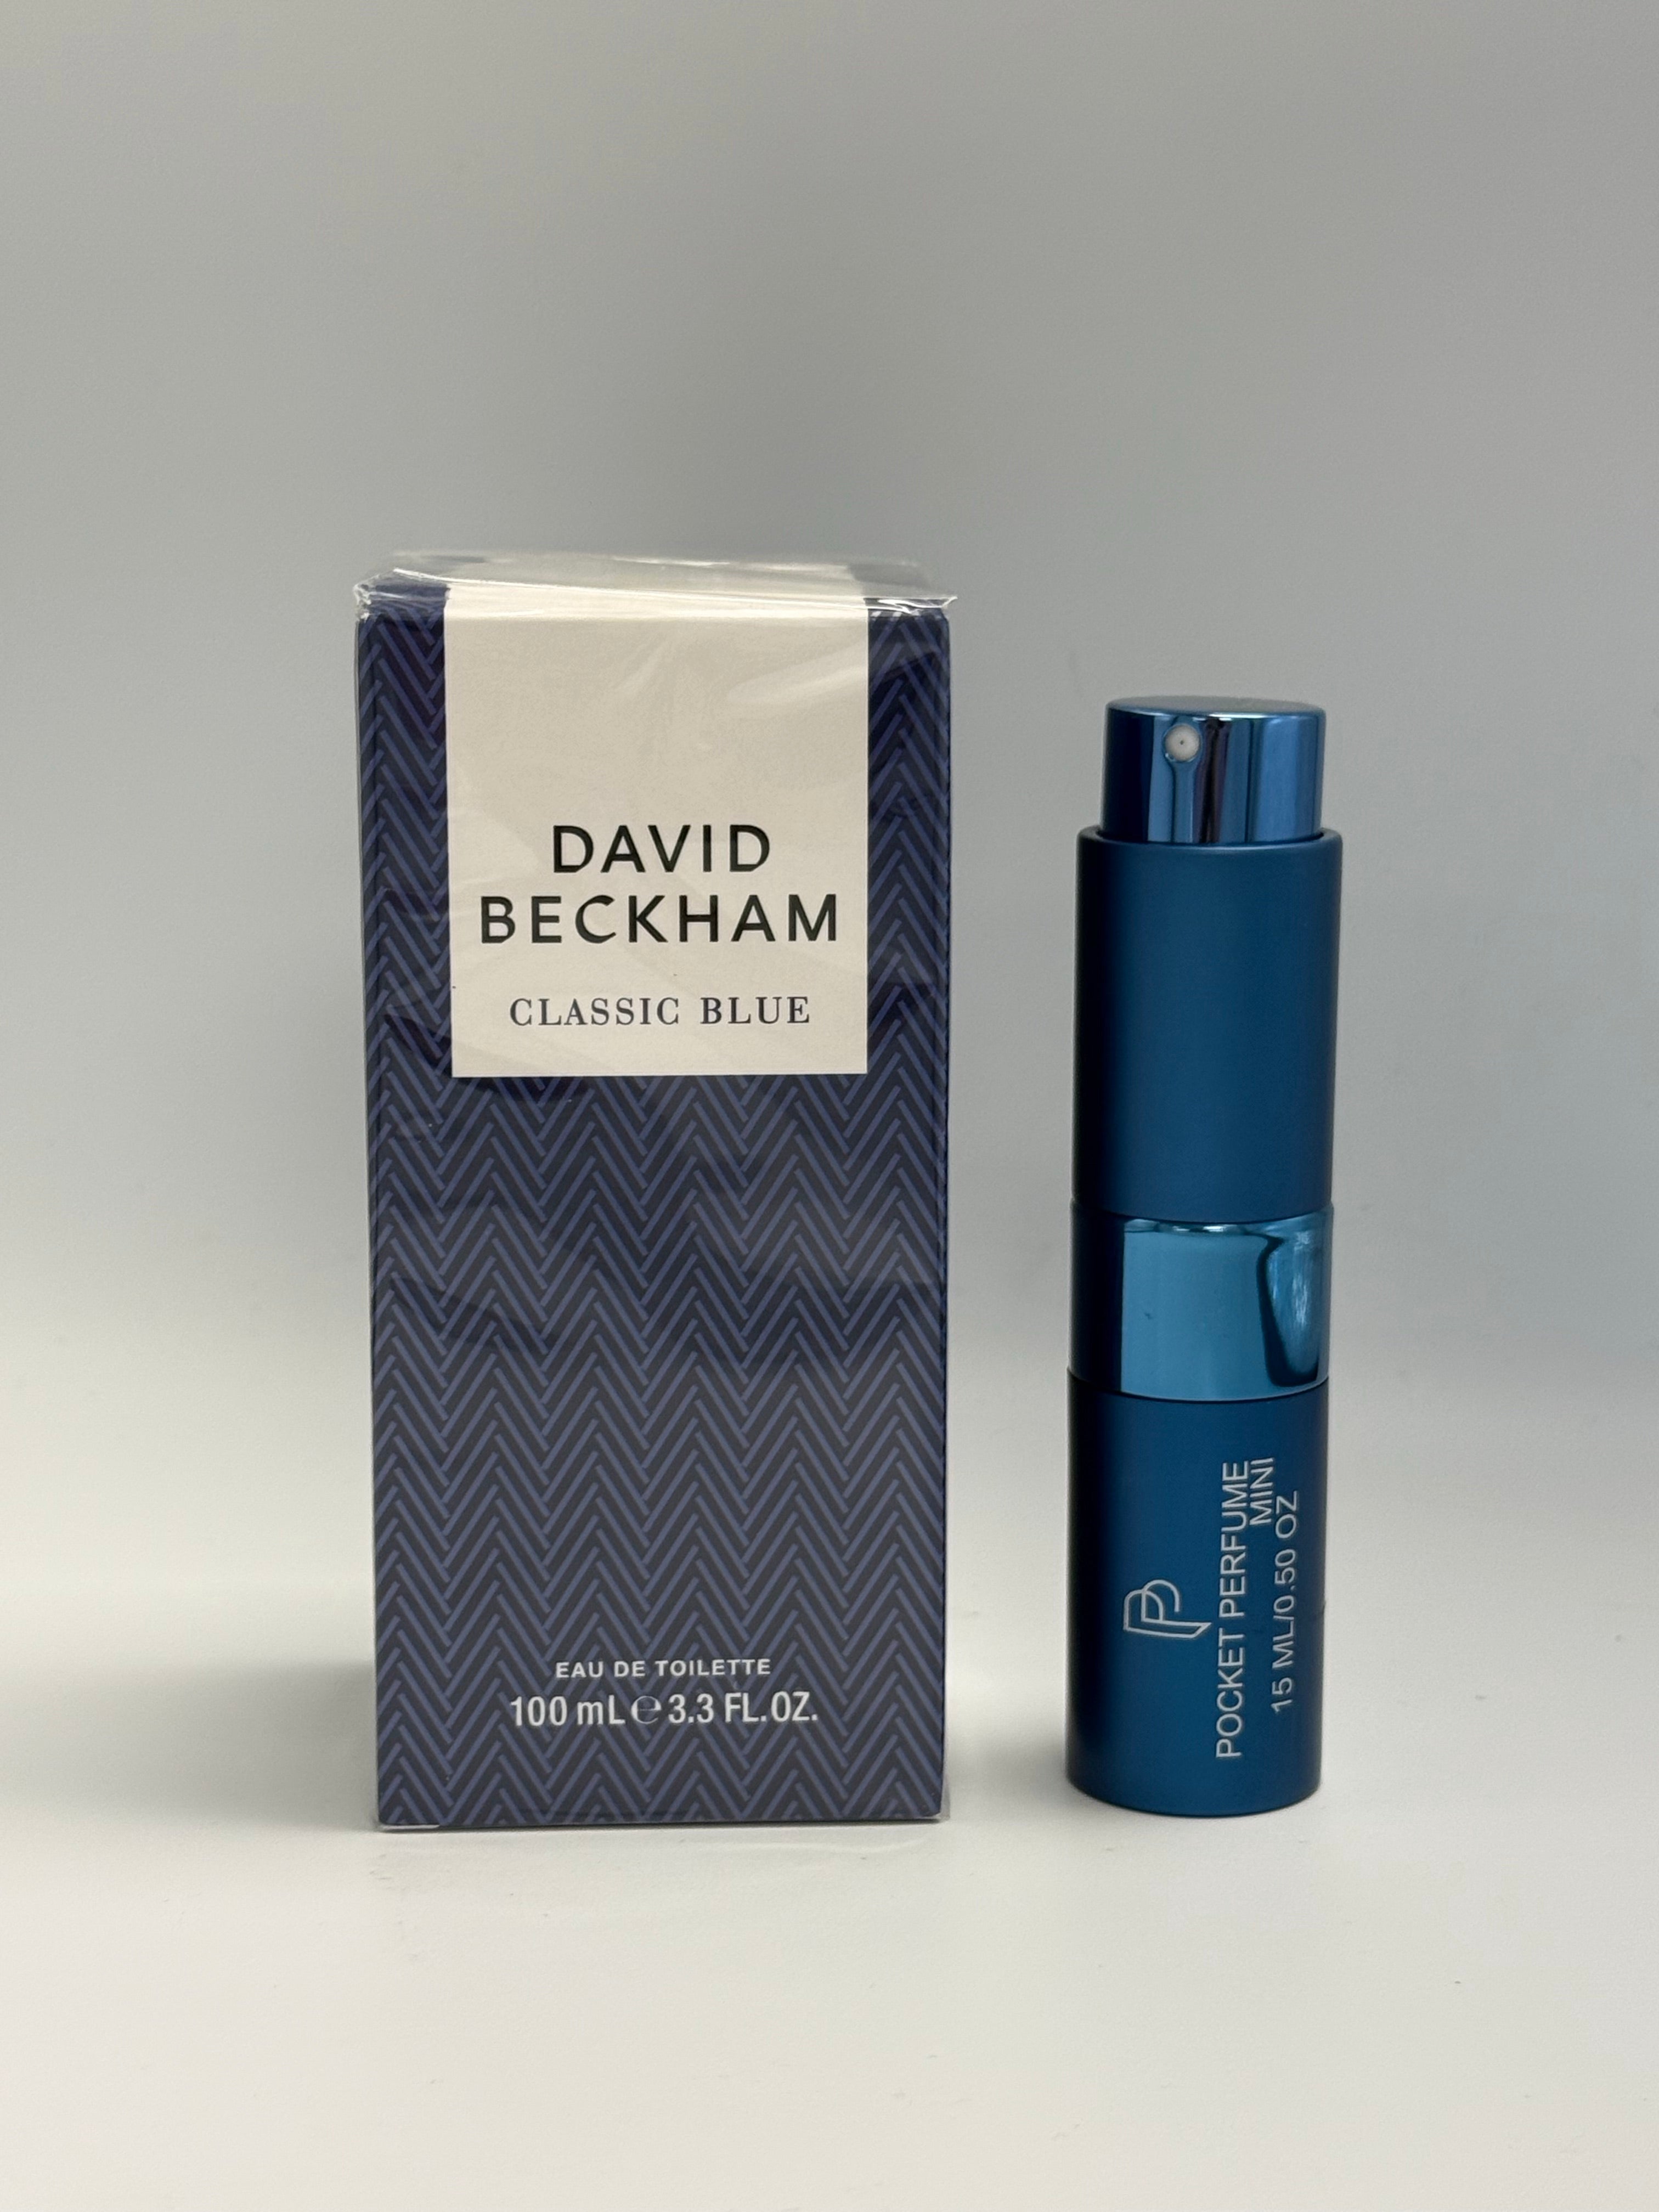 DAVID
BECKHAM
CLASSIC BLUE
EAU DE TOILETTE
100 mL ℮ 3.3 FL.OZ.
PP
POCKET PERFUME
MINI
15 ML/0.50 OZ